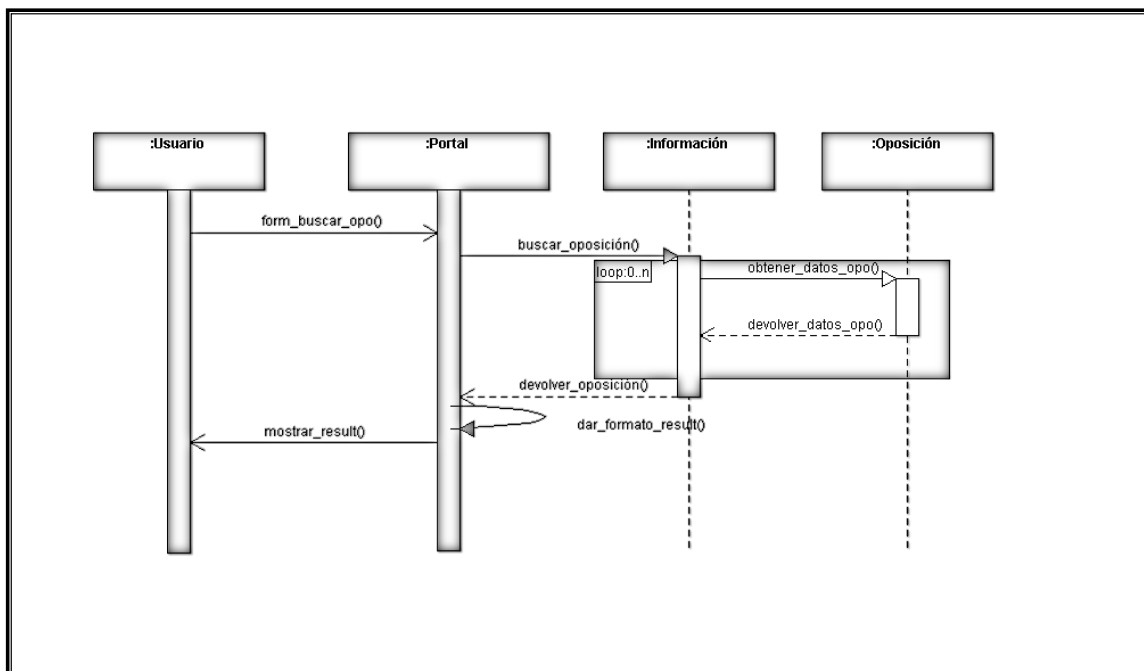 :Usuario
:Portal
:Información
:Oposición
form_buscar_opo()
buscar_oposición()
loop:0..n
obtener_datos_opo()
devolver_datos_opo()
devolver_oposición()
dar_formato_result()
mostrar_result()